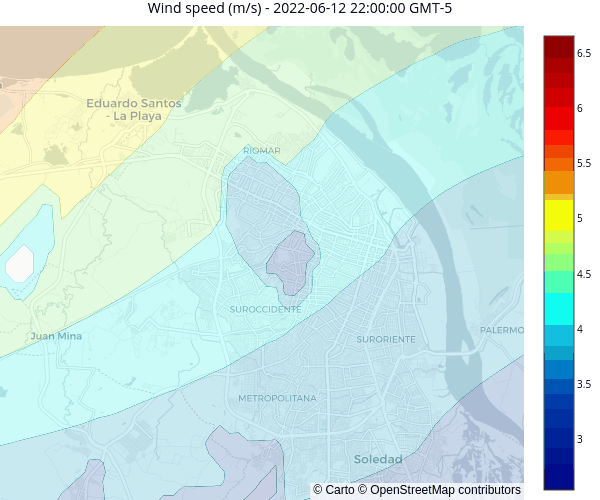 Wind speed (m/s) - 2022-06-12 22:00:00 GMT-5
6.5
6
5.5
5
4.5
4
3.5
3
Eduardo Santos
- La Playa
RIOMAR
SUROCCIDENTE
Juan Mina
SURORIENTE
PALERMO
METROPOLITANA
Soledad
© Carto © OpenStreetMap contributors